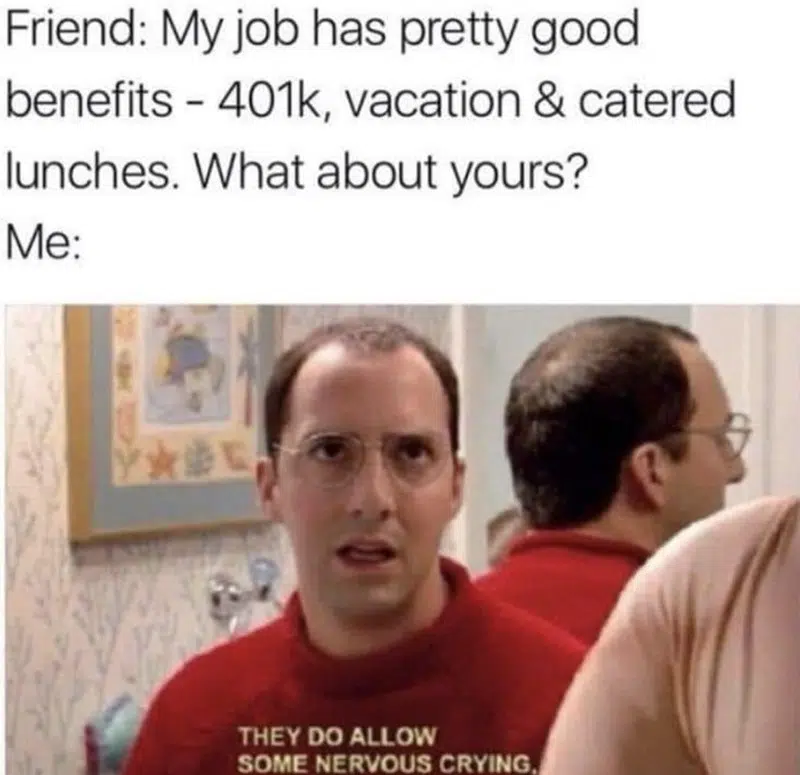 Friend: My job has pretty good
benefits - 401k, vacation & catered
lunches. What about yours?
Me:
THEY DO ALLOW
SOME NERVOUS CRYING.